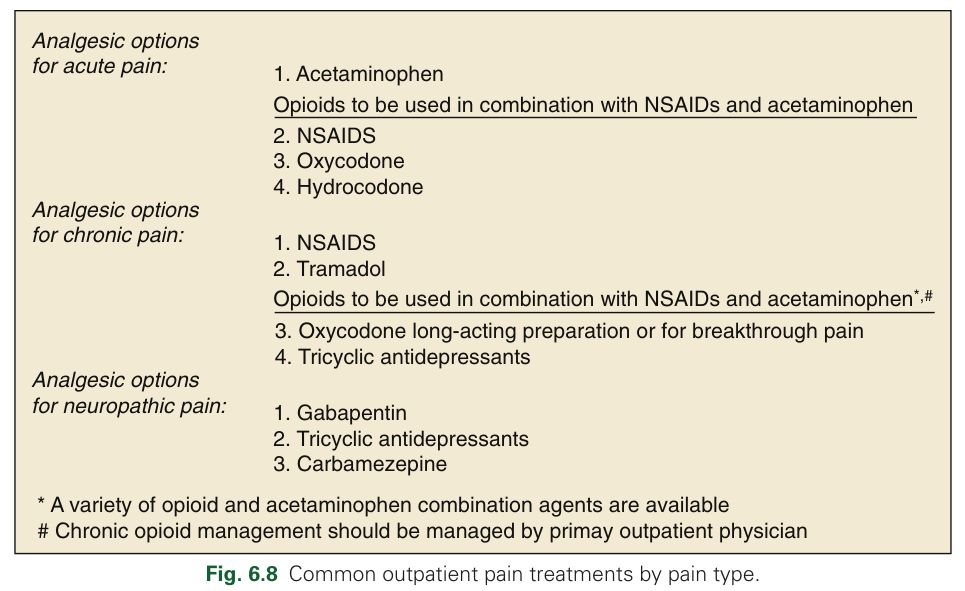 Analgesic options
for acute pain:
1. Acetaminophen
Opioids to be used in combination with NSAIDs and acetaminophen
2. NSAIDS
3. Oxycodone
4. Hydrocodone
Analgesic options
for chronic pain:
1. NSAIDS
2. Tramadol
Opioids to be used in combination with NSAIDs and acetaminophen*,#
3. Oxycodone long-acting preparation or for breakthrough pain
4. Tricyclic antidepressants
Analgesic options
for neuropathic pain:
1. Gabapentin
2. Tricyclic antidepressants
3. Carbamezepine
* A variety of opioid and acetaminophen combination agents are available
# Chronic opioid management should be managed by primay outpatient physician
Fig. 6.8 Common outpatient pain treatments by pain type.